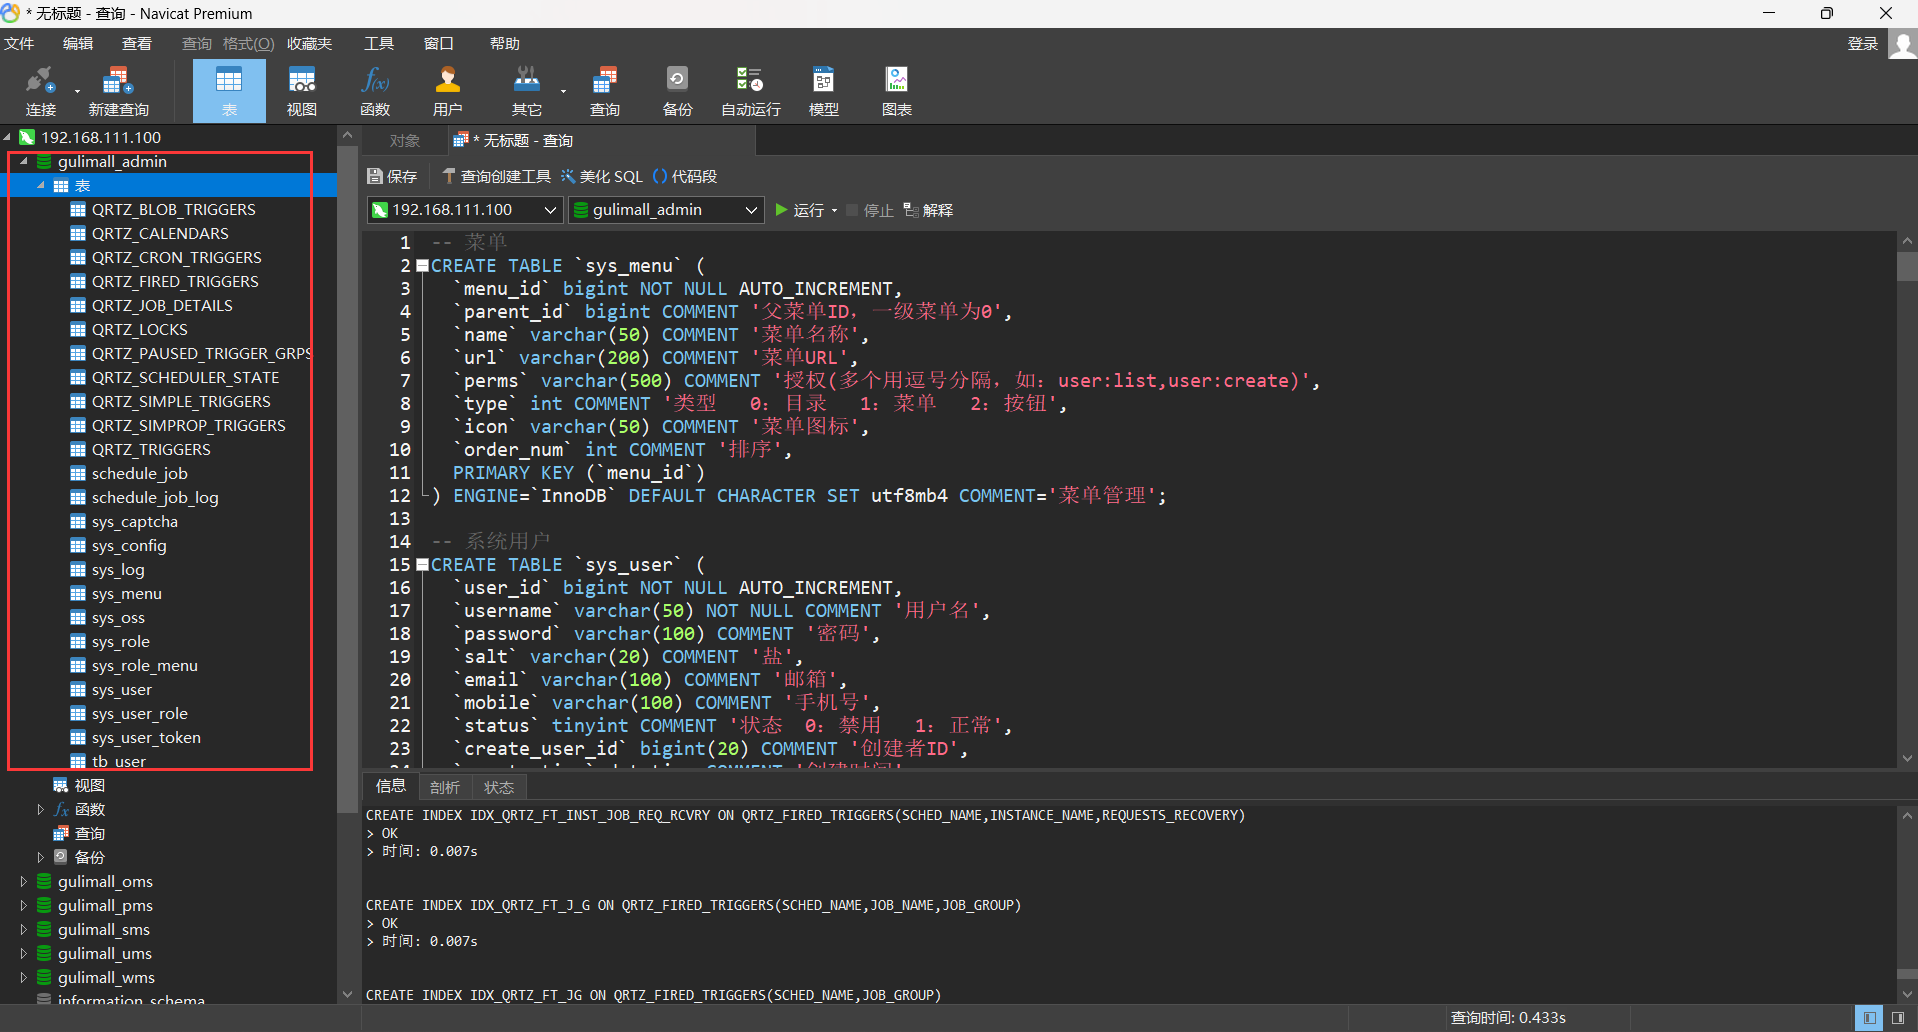 * 无标题 - 查询 - Navicat Premium
文件 编辑 查看 查询 格式(O) 收藏夹 工具 窗口 帮助 登录
连接 新建查询 表 视图 函数 用户 其它 查询 备份 自动运行 模型 图表
192.168.111.100
gulimall_admin
表
QRTZ_BLOB_TRIGGERS
QRTZ_CALENDARS
QRTZ_CRON_TRIGGERS
QRTZ_FIRED_TRIGGERS
QRTZ_JOB_DETAILS
QRTZ_LOCKS
QRTZ_PAUSED_TRIGGER_GRPS
QRTZ_SCHEDULER_STATE
QRTZ_SIMPLE_TRIGGERS
QRTZ_SIMPROP_TRIGGERS
QRTZ_TRIGGERS
schedule_job
schedule_job_log
sys_captcha
sys_config
sys_log
sys_menu
sys_oss
sys_role
sys_role_menu
sys_user
sys_user_role
sys_user_token
tb_user
视图
函数
查询
备份
gulimall_oms
gulimall_pms
gulimall_sms
gulimall_ums
gulimall_wms
information_schema
对象 * 无标题 - 查询
保存 查询创建工具 美化 SQL () 代码段
192.168.111.100 gulimall_admin 运行 停止 解释
1 -- 菜单
2 CREATE TABLE `sys_menu` (
3 `menu_id` bigint NOT NULL AUTO_INCREMENT,
4 `parent_id` bigint COMMENT '父菜单ID，一级菜单为0',
5 `name` varchar(50) COMMENT '菜单名称',
6 `url` varchar(200) COMMENT '菜单URL',
7 `perms` varchar(500) COMMENT '授权(多个用逗号分隔，如：user:list,user:create)',
8 `type` int COMMENT '类型   0：目录   1：菜单   2：按钮',
9 `icon` varchar(50) COMMENT '菜单图标',
10 `order_num` int COMMENT '排序',
11 PRIMARY KEY (`menu_id`)
12 ) ENGINE=`InnoDB` DEFAULT CHARACTER SET utf8mb4 COMMENT='菜单管理';
13
14 -- 系统用户
15 CREATE TABLE `sys_user` (
16 `user_id` bigint NOT NULL AUTO_INCREMENT,
17 `username` varchar(50) NOT NULL COMMENT '用户名',
18 `password` varchar(100) COMMENT '密码',
19 `salt` varchar(20) COMMENT '盐',
20 `email` varchar(100) COMMENT '邮箱',
21 `mobile` varchar(100) COMMENT '手机号',
22 `status` tinyint COMMENT '状态  0：禁用   1：正常',
23 `create_user_id` bigint(20) COMMENT '创建者ID',
信息 剖析 状态
CREATE INDEX IDX_QRTZ_FT_INST_JOB_REQ_RCVRY ON QRTZ_FIRED_TRIGGERS(SCHED_NAME,INSTANCE_NAME,REQUESTS_RECOVERY)
> OK
> 时间: 0.007s
CREATE INDEX IDX_QRTZ_FT_J_G ON QRTZ_FIRED_TRIGGERS(SCHED_NAME,JOB_NAME,JOB_GROUP)
> OK
> 时间: 0.007s
CREATE INDEX IDX_QRTZ_FT_JG ON QRTZ_FIRED_TRIGGERS(SCHED_NAME,JOB_GROUP)
查询时间: 0.433s